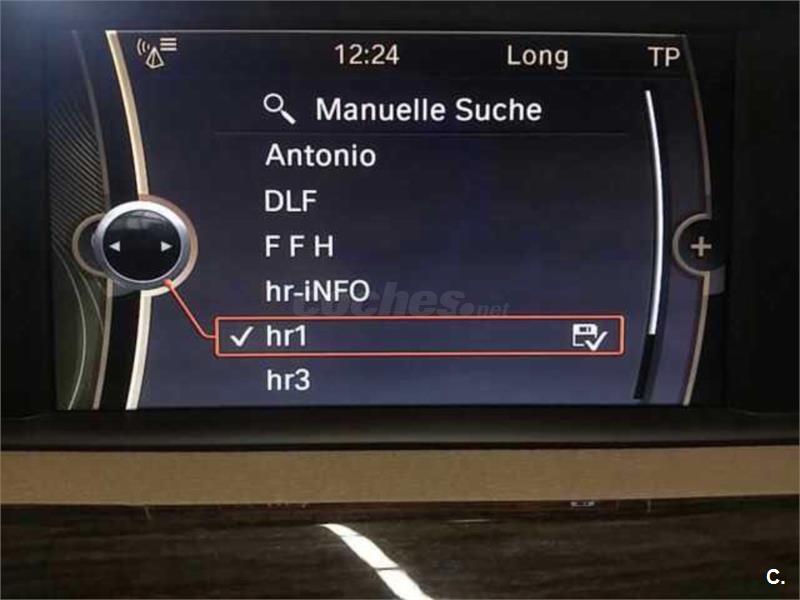 12:24 Long TP
Manuelle Suche
Antonio
DLF
F F H
hr-iNFO
coches.net
hr1
hr3
C.